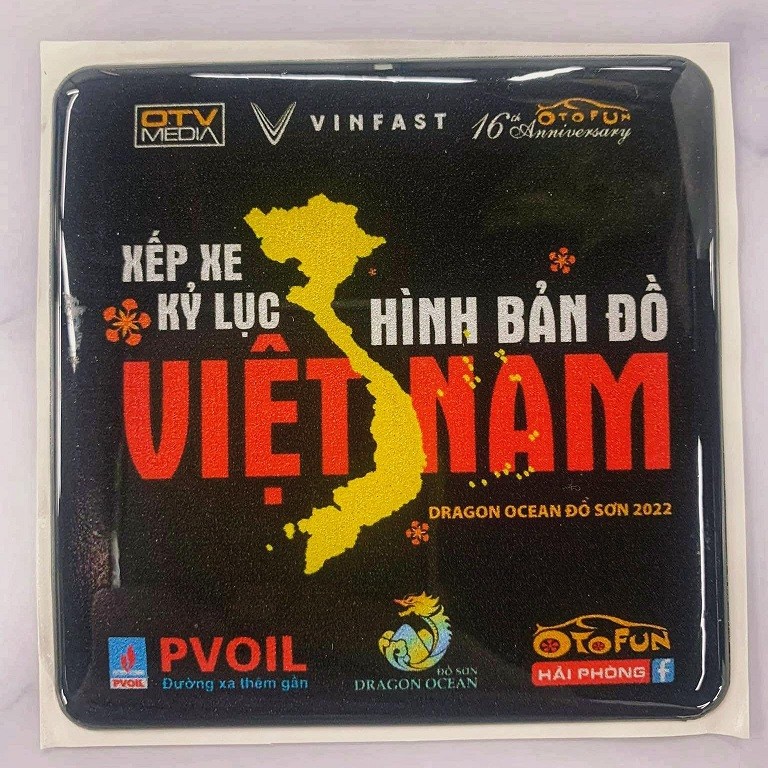 OTV
MEDIA
VINFAST
16th OTOFUN
Anniversary
XẾP XE
KỶ LỤC
HÌNH BẢN ĐỒ
VIỆT NAM
DRAGON OCEAN ĐỒ SƠN 2022
PVOIL
PVOIL
Đường xa thêm gần
ĐỒ SƠN
DRAGON OCEAN
OTOFUN
HẢI PHÒNG f